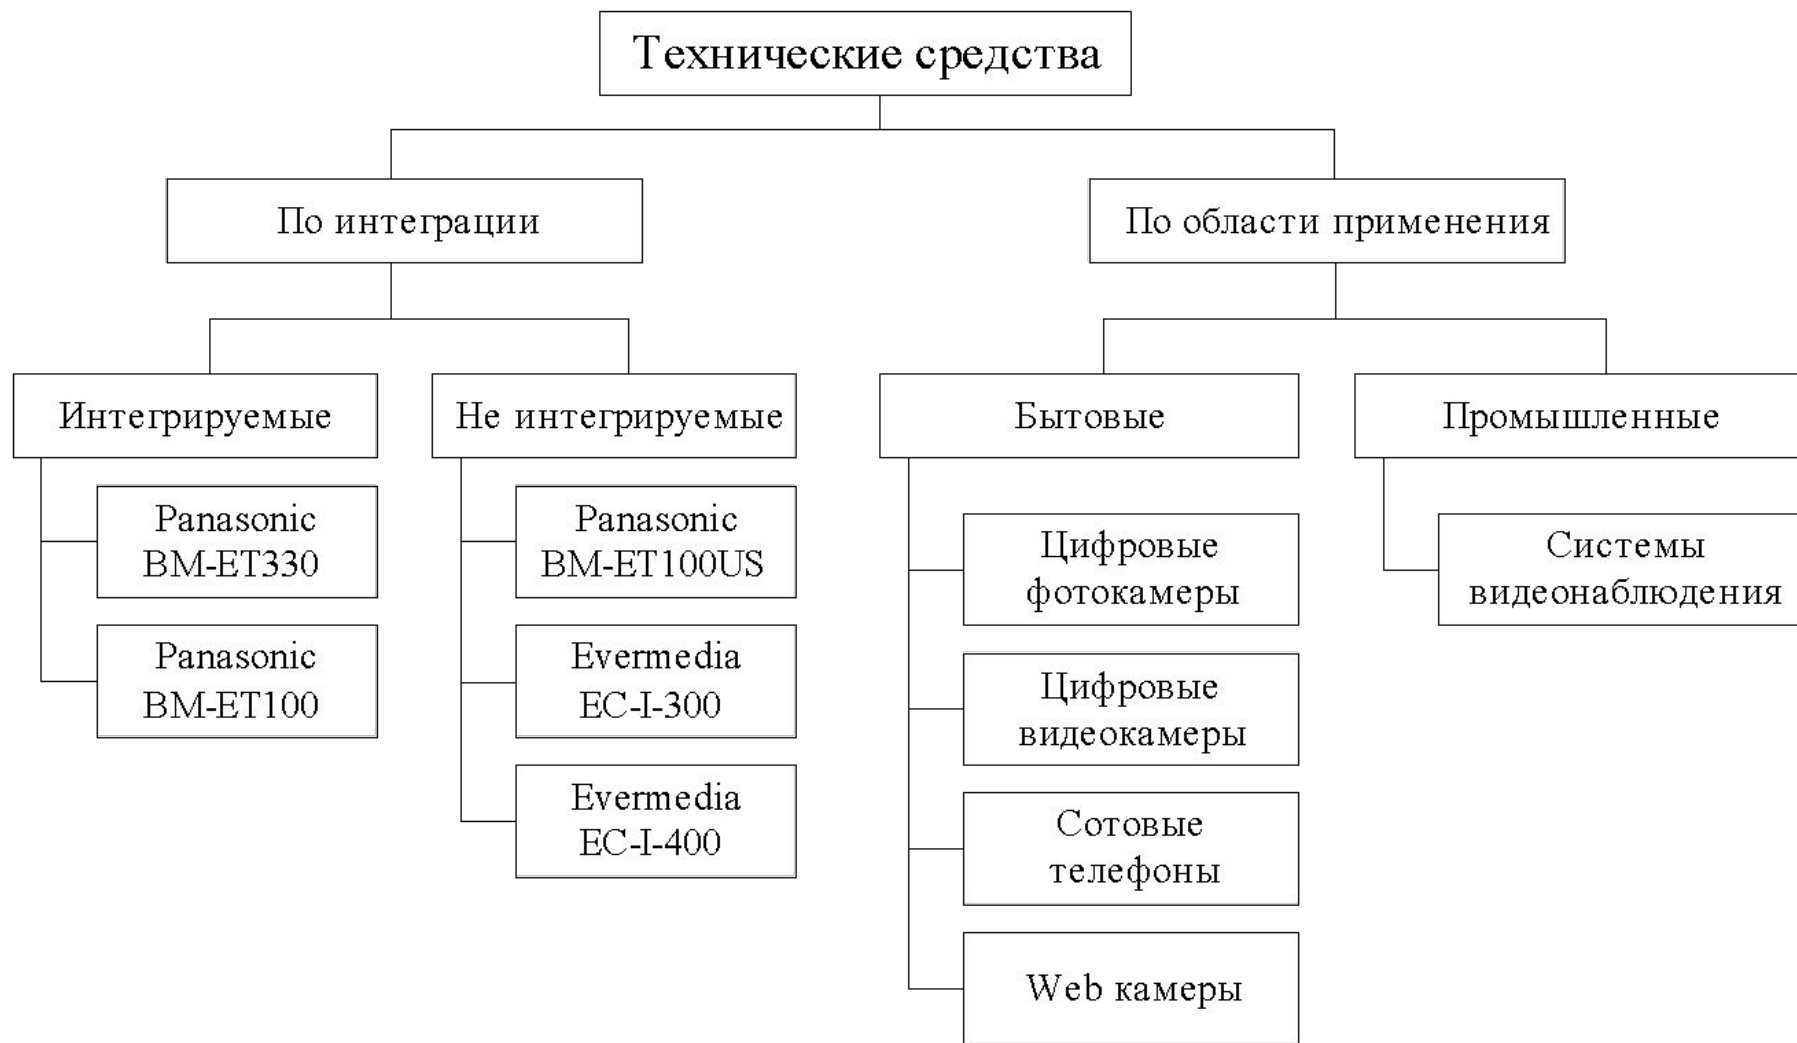 Технические средства
По интеграции
По области применения
Интегрируемые
Не интегрируемые
Бытовые
Промышленные
Panasonic
BM-ET330
Panasonic
BM-ET100
Panasonic
BM-ET100US
Evermedia
EC-I-300
Evermedia
EC-I-400
Цифровые
фотокамеры
Цифровые
видеокамеры
Сотовые
телефоны
Web камеры
Системы
видеонаблюдения